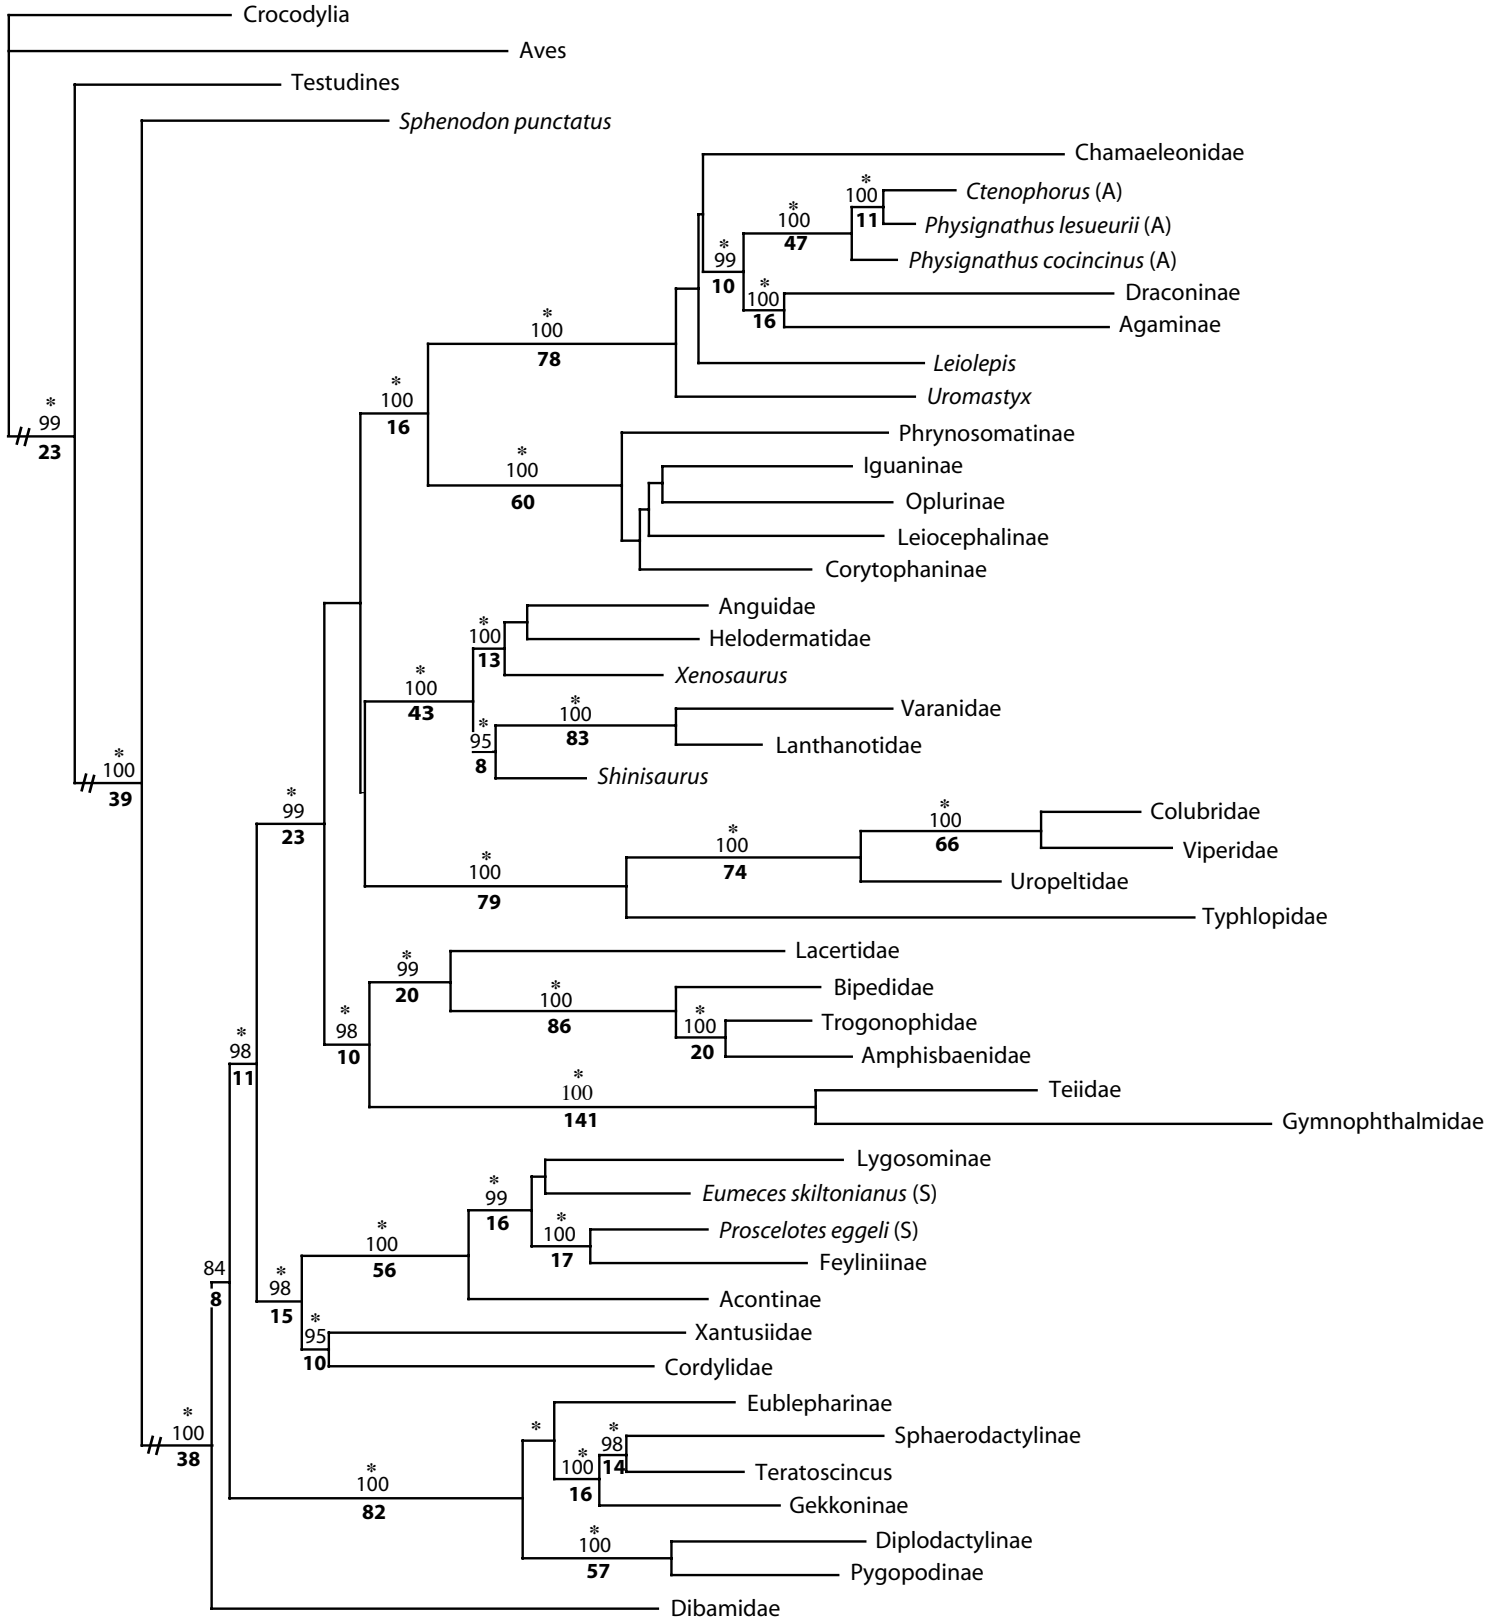 Crocodylia
Aves
Testudines
Sphenodon punctatus
Chamaeleonidae
*
100
11
Ctenophorus (A)
*
100
47
Physignathus lesueurii (A)
Physignathus cocincinus (A)
*
99
10
*
100
16
Draconinae
Agaminae
*
100
78
Leiolepis
Uromastyx
*
100
16
*
99
23
Phrynosomatinae
*
100
60
Iguaninae
Oplurinae
Leiocephalinae
Corytophaninae
Anguidae
*
100
13
Helodermatidae
Xenosaurus
*
100
43
*
100
83
Varanidae
*
95
8
Lanthanotidae
Shinisaurus
*
100
39
*
99
23
*
100
66
Colubridae
Viperidae
*
100
74
Uropeltidae
*
100
79
Typhlopidae
Lacertidae
*
99
20
*
100
86
Bipedidae
*
100
20
Trogonophidae
Amphisbaenidae
*
98
10
*
98
11
*
100
141
Teiidae
Gymnophthalmidae
Lygosominae
*
99
16
Eumeces skiltonianus (S)
*
100
17
Proscelotes eggeli (S)
Feyliniinae
*
100
56
84
8
*
98
15
Acontinae
*
95
10
Xantusiidae
Cordylidae
Eublepharinae
*
100
38
*
*
98
14
Sphaerodactylinae
*
100
16
Teratoscincus
Gekkoninae
*
100
82
*
100
57
Diplodactylinae
Pygopodinae
Dibamidae